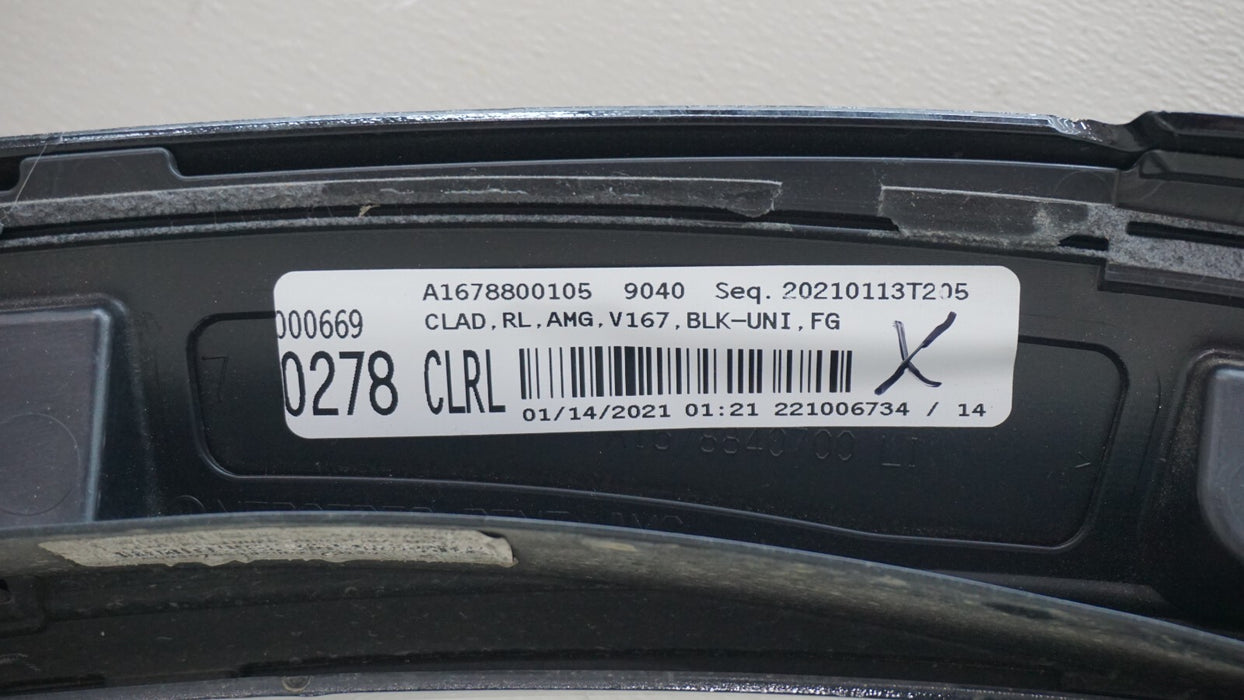 A1678800105 9040 Seq. 20210113T205
000669 CLAD,RL,AMG,V167,BLK-UNI,FG
0278 CLRL X
01/14/2021 01:21 221006734 / 14
7